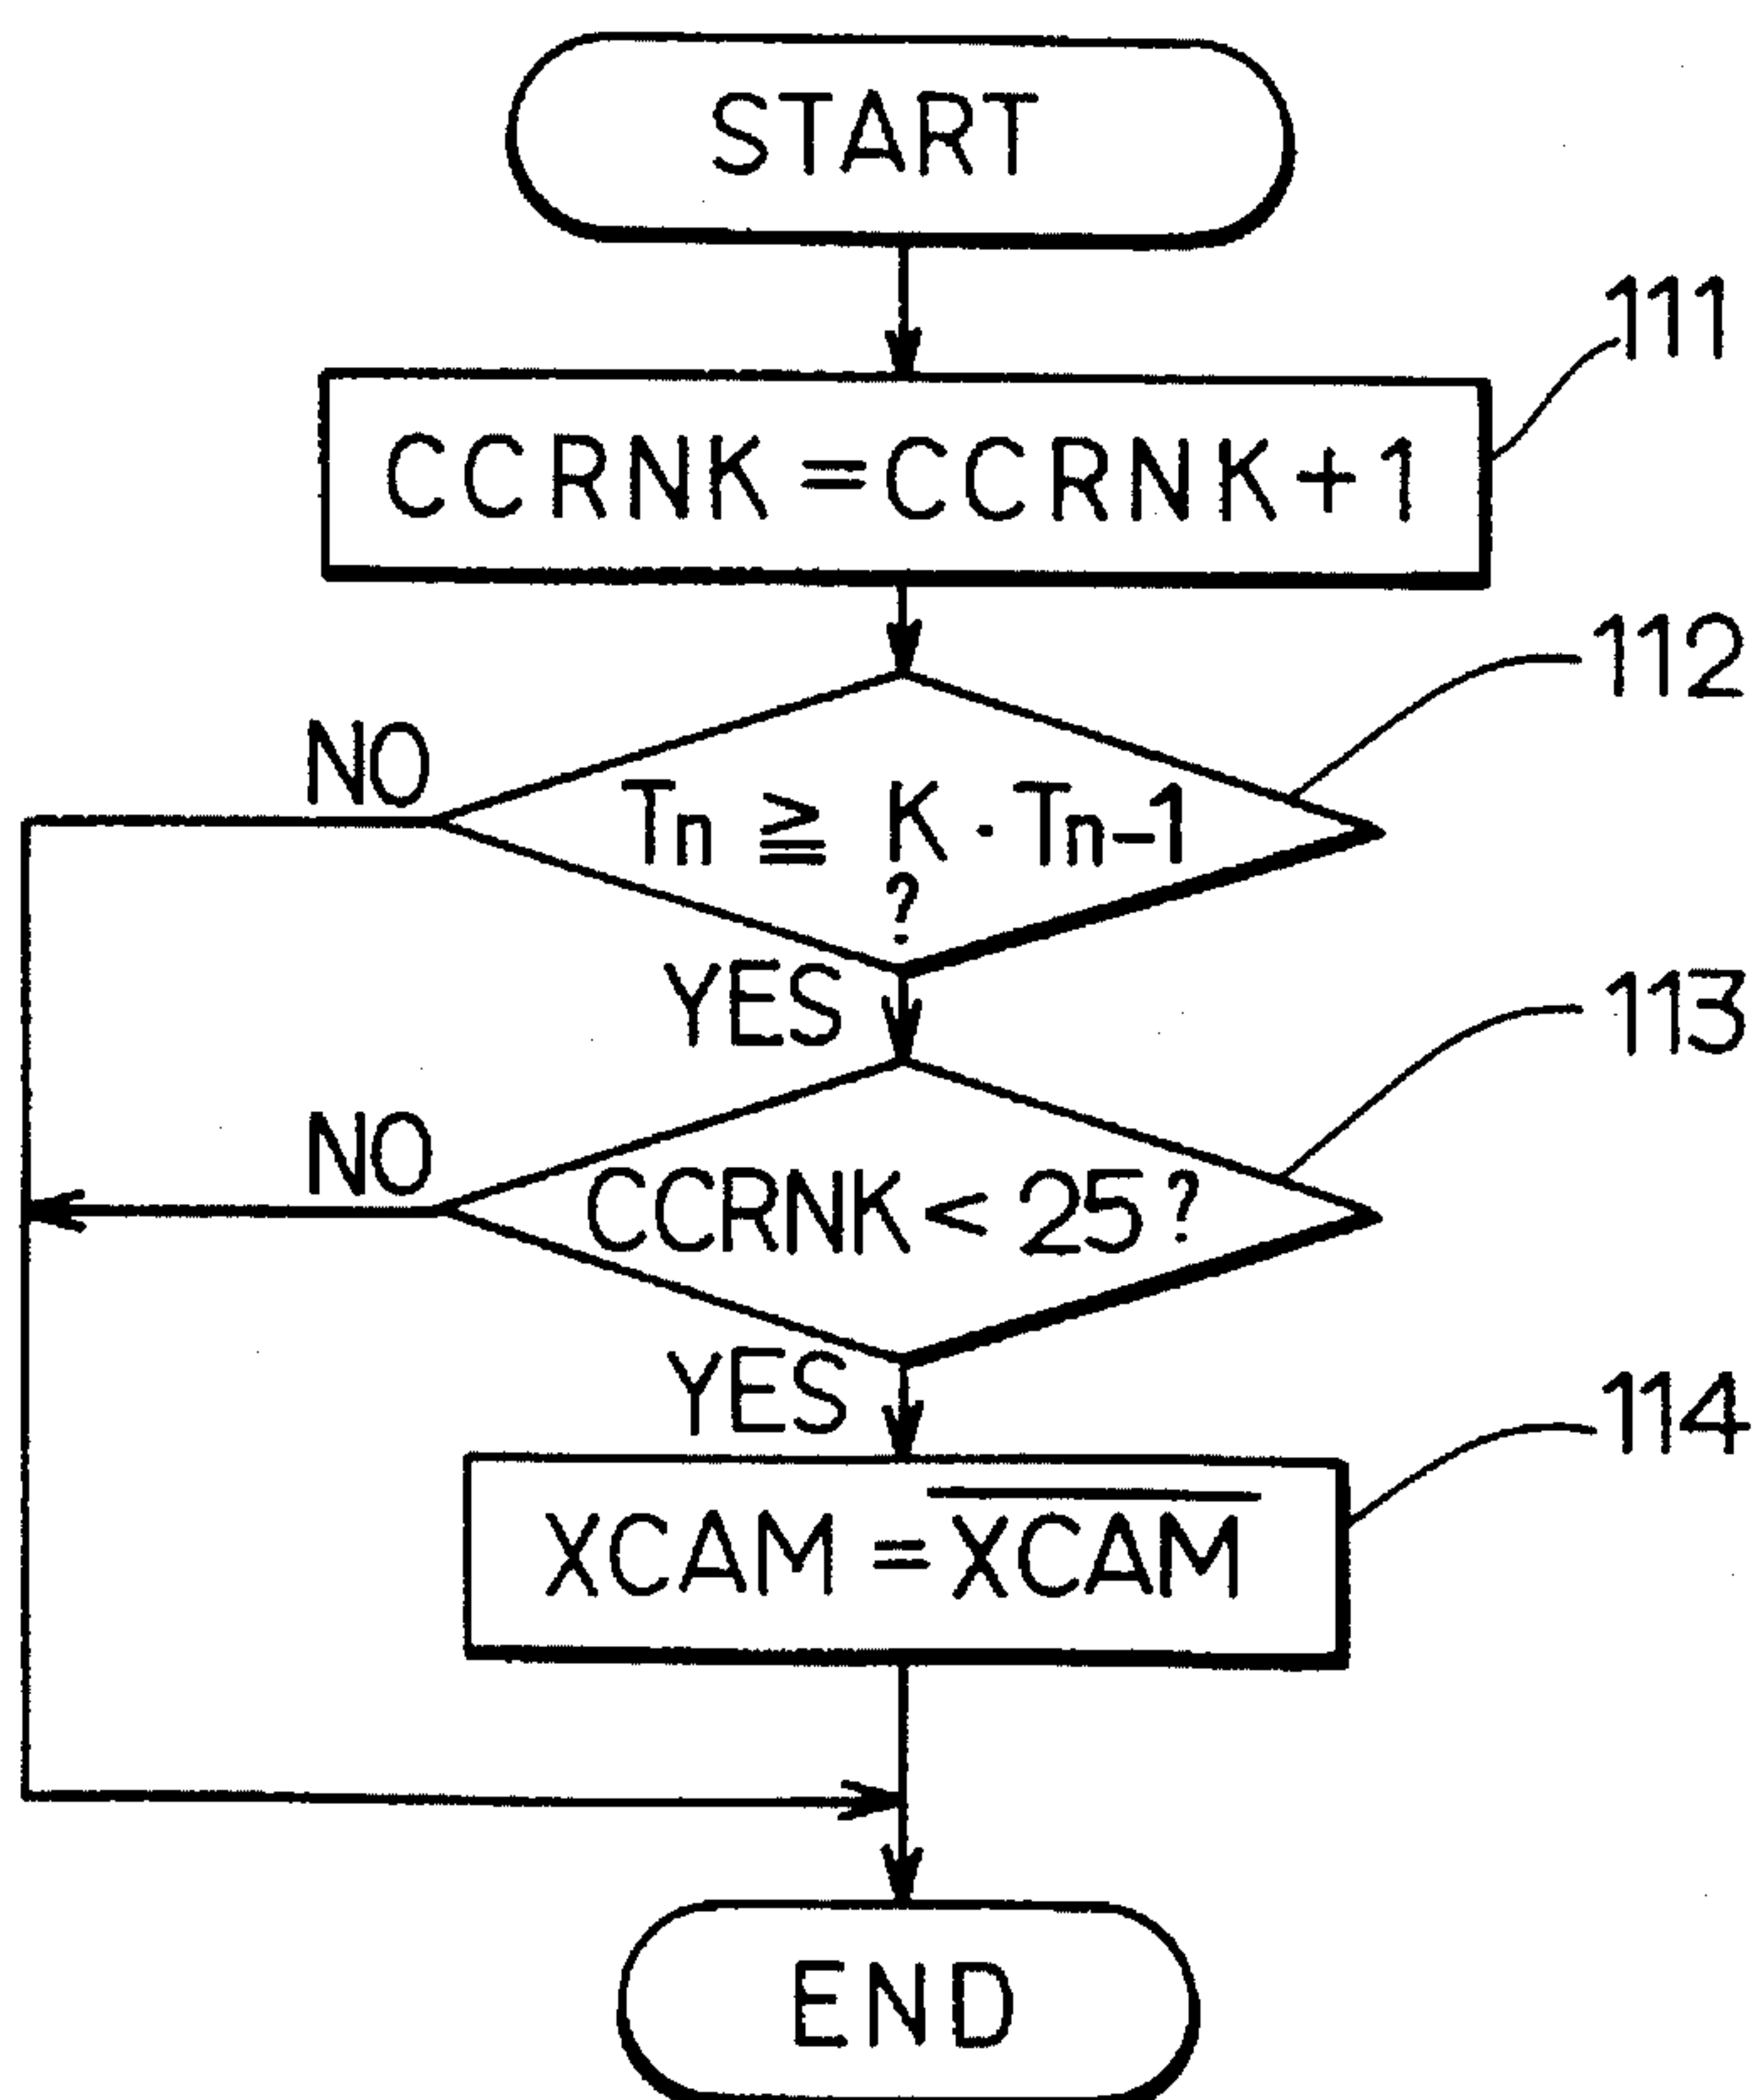 START
111
CCRNK=CCRNK+1
112
NO
Tn ≧ K・Tn-1
?
YES
113
NO
CCRNK<25?
YES
114
XCAM=X̅C̅A̅M̅
END